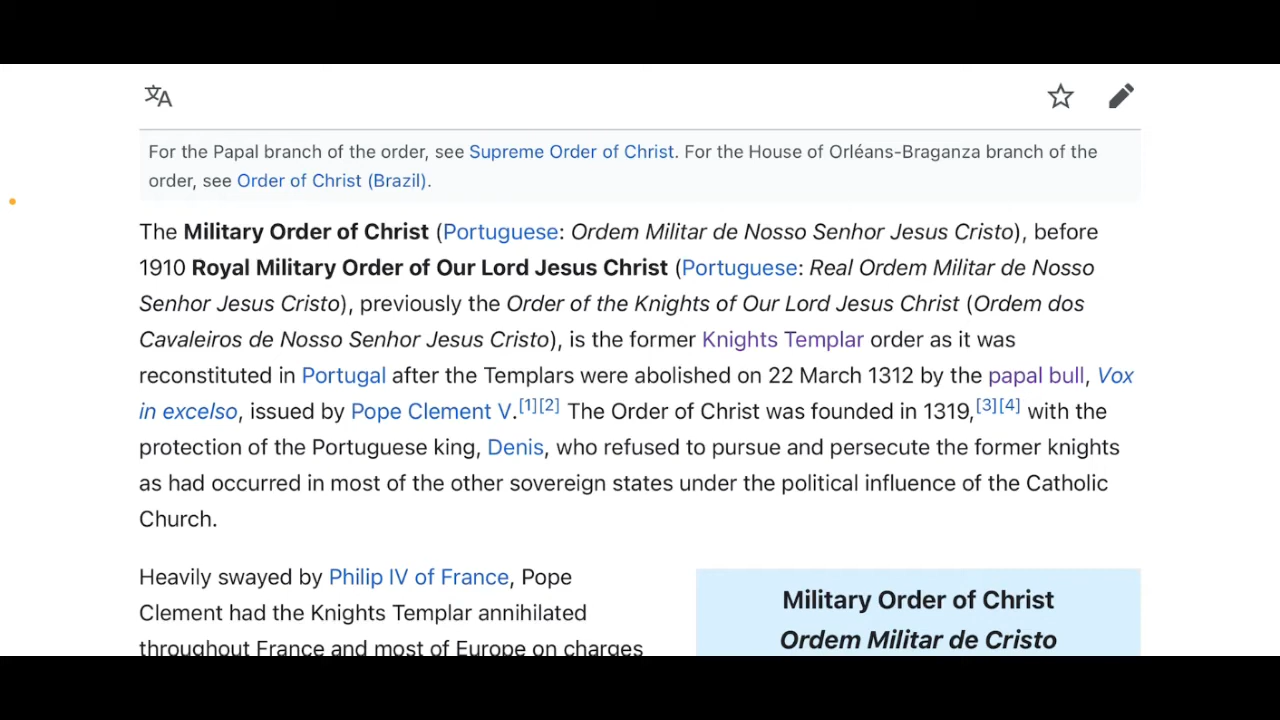 For the Papal branch of the order, see Supreme Order of Christ. For the House of Orléans-Braganza branch of the
order, see Order of Christ (Brazil).
The Military Order of Christ (Portuguese: Ordem Militar de Nosso Senhor Jesus Cristo), before
1910 Royal Military Order of Our Lord Jesus Christ (Portuguese: Real Ordem Militar de Nosso
Senhor Jesus Cristo), previously the Order of the Knights of Our Lord Jesus Christ (Ordem dos
Cavaleiros de Nosso Senhor Jesus Cristo), is the former Knights Templar order as it was
reconstituted in Portugal after the Templars were abolished on 22 March 1312 by the papal bull, Vox
in excelso, issued by Pope Clement V.[1][2] The Order of Christ was founded in 1319,[3][4] with the
protection of the Portuguese king, Denis, who refused to pursue and persecute the former knights
as had occurred in most of the other sovereign states under the political influence of the Catholic
Church.
Heavily swayed by Philip IV of France, Pope
Clement had the Knights Templar annihilated
throughout France and most of Europe on charges
Military Order of Christ
Ordem Militar de Cristo